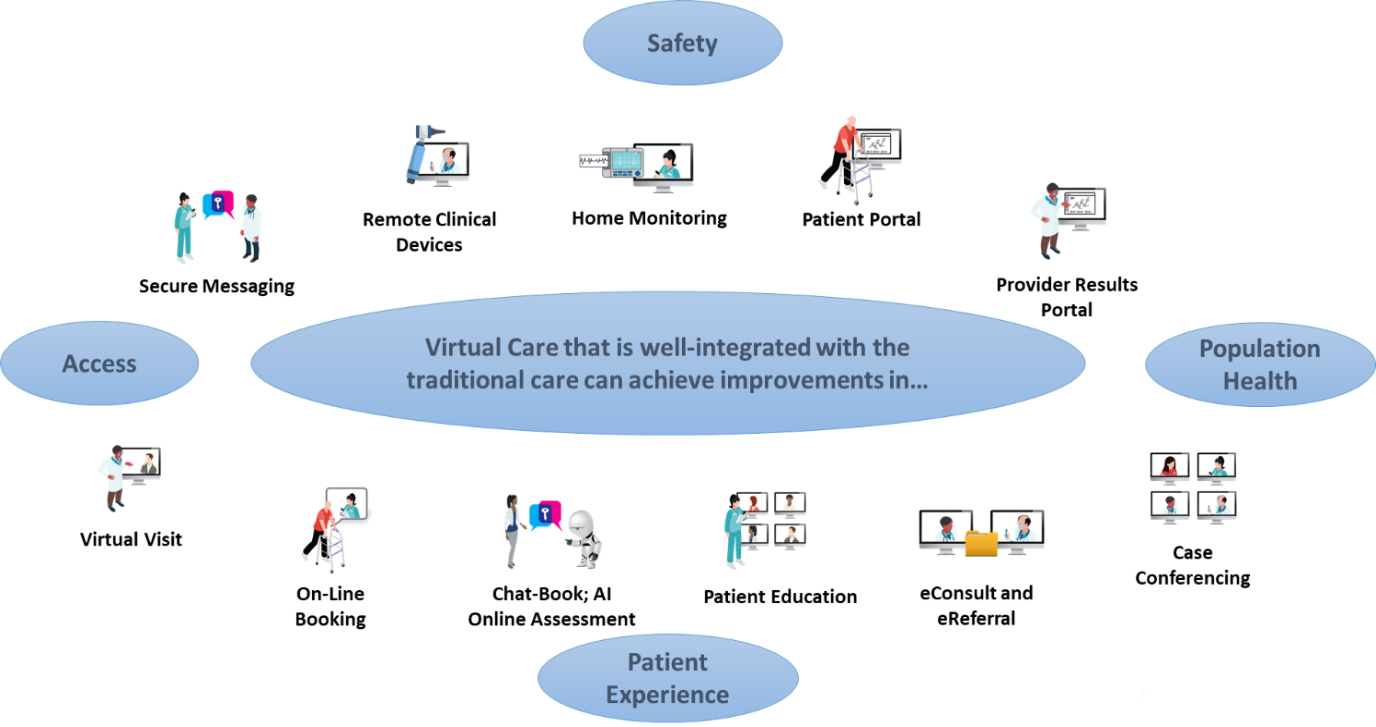 Safety
Remote Clinical
Devices
Home Monitoring
Patient Portal
Secure Messaging
Provider Results
Portal
Access
Virtual Care that is well-integrated with the
traditional care can achieve improvements in…
Population
Health
Virtual Visit
On-Line
Booking
Chat-Book; AI
Online Assessment
Patient Education
eConsult and
eReferral
Case
Conferencing
Patient
Experience